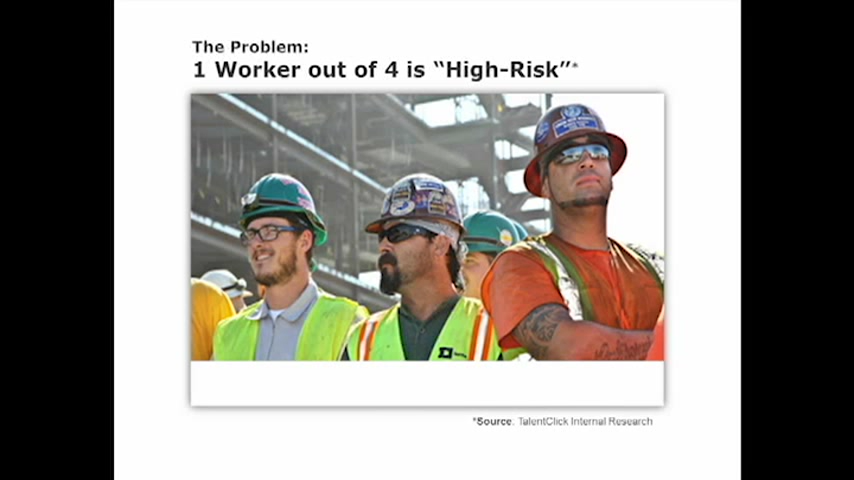 The Problem:
1 Worker out of 4 is “High-Risk”*
*Source: TalentClick Internal Research